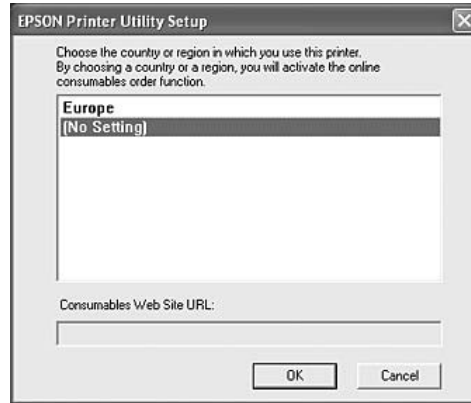 EPSON Printer Utility Setup
Choose the country or region in which you use this printer.
By choosing a country or a region, you will activate the online
consumables order function.
Europe
(No Setting)
Consumables Web Site URL:
OK
Cancel